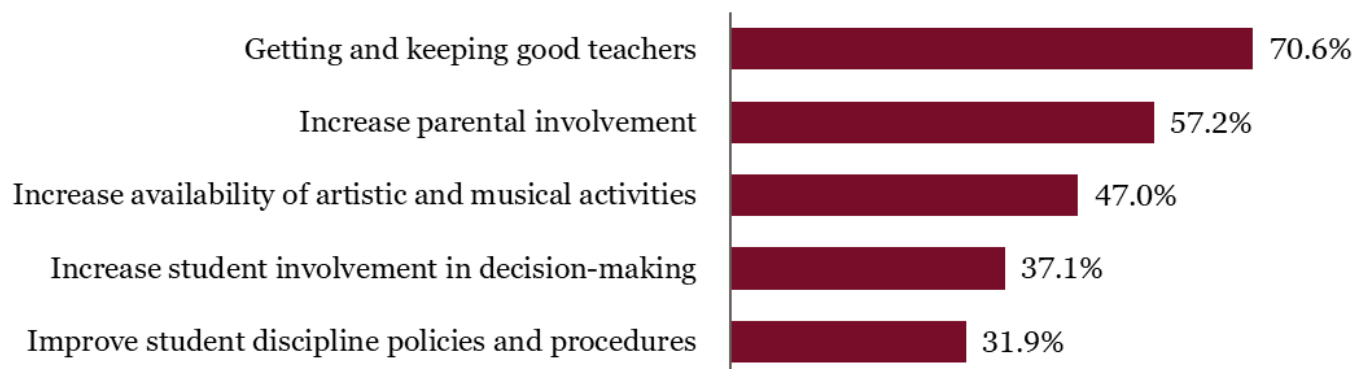 Getting and keeping good teachers 70.6%
Increase parental involvement 57.2%
Increase availability of artistic and musical activities 47.0%
Increase student involvement in decision-making 37.1%
Improve student discipline policies and procedures 31.9%